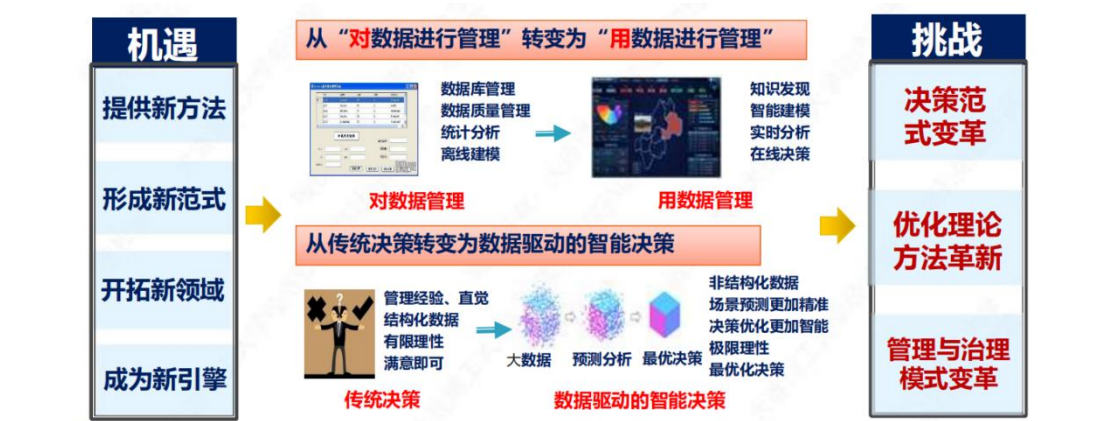 机遇
提供新方法
形成新范式
开拓新领域
成为新引擎
从“对数据进行管理”转变为“用数据进行管理”
数据库管理
数据质量管理
统计分析
离线建模
对数据管理
知识发现
智能建模
实时分析
在线决策
用数据管理
从传统决策转变为数据驱动的智能决策
?
管理经验、直觉
结构化数据
有限理性
满意即可
传统决策
大数据
预测分析
最优决策
非结构化数据
场景预测更加精准
决策优化更加智能
极限理性
最优化决策
数据驱动的智能决策
挑战
决策范
式变革
优化理论
方法革新
管理与治理
模式变革